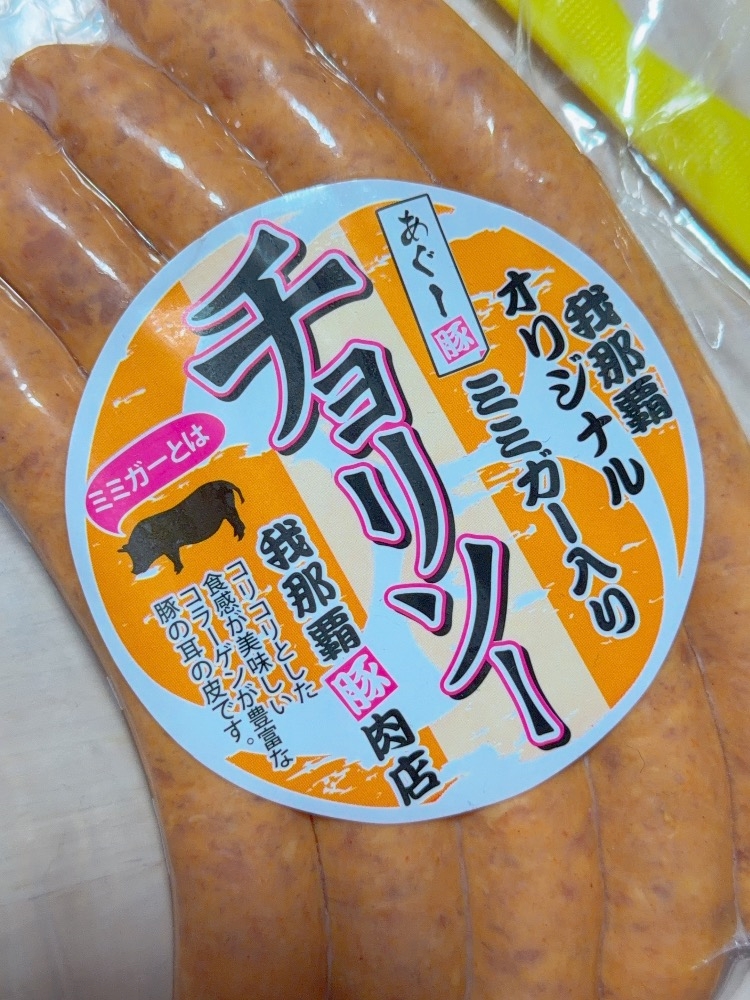 我那覇
オリジナル
ミミガー入り
あぐー豚
チョリソー
我那覇豚肉店
ミミガーとは
コリコリとした
食感が美味しい
コラーゲンが豊富な
豚の耳の皮です。